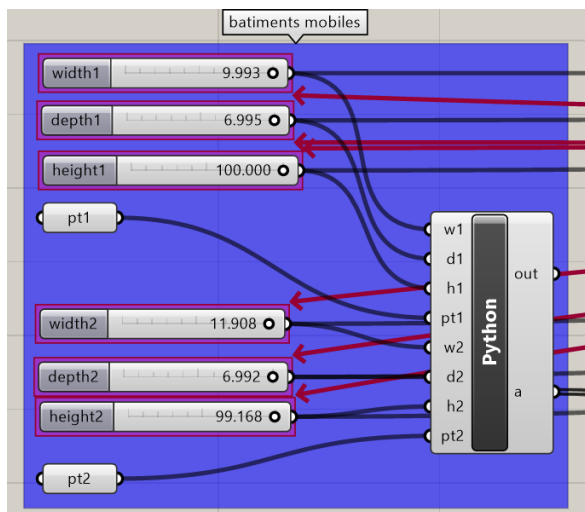 batiments mobiles
width1 9.993
depth1 6.995
height1 100.000
pt1
width2 11.908
depth2 6.992
height2 99.168
pt2
w1
d1
h1
pt1
w2
d2
h2
pt2
Python
out
a